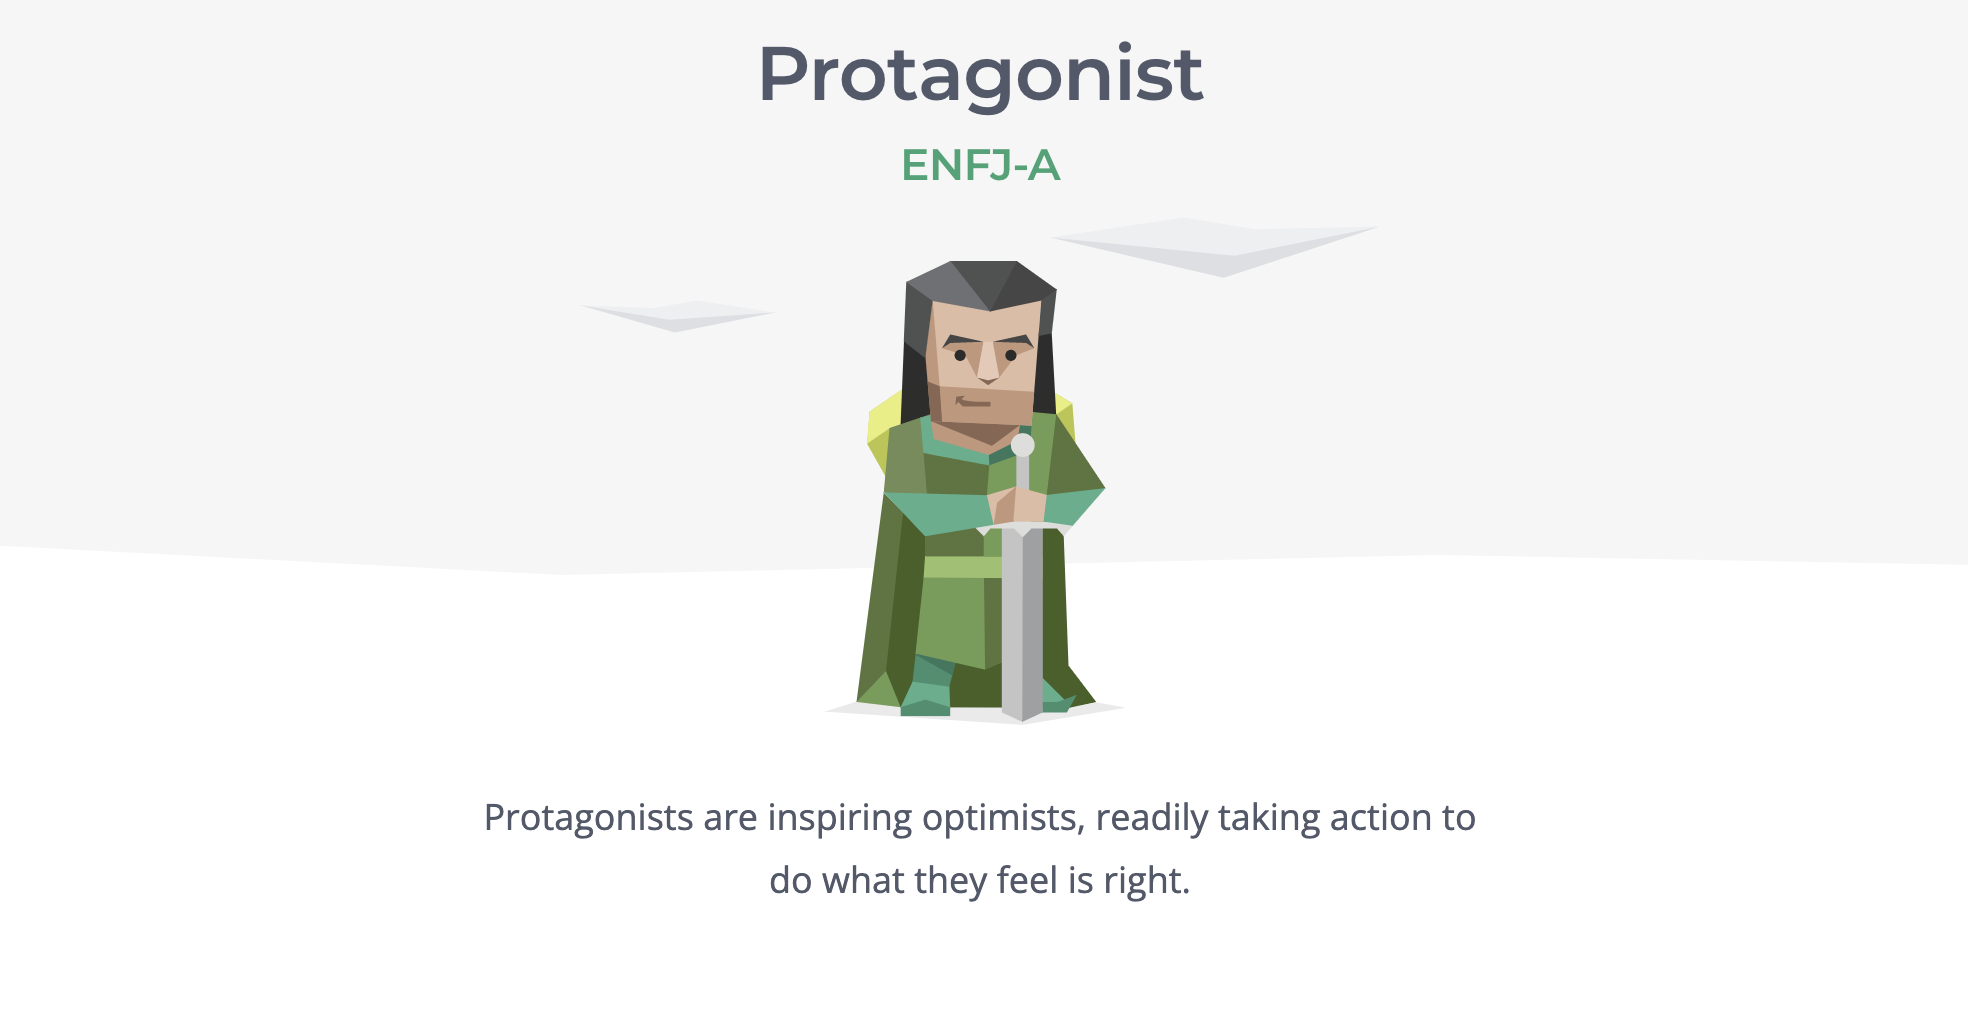 Protagonist
ENFJ-A
Protagonists are inspiring optimists, readily taking action to
do what they feel is right.